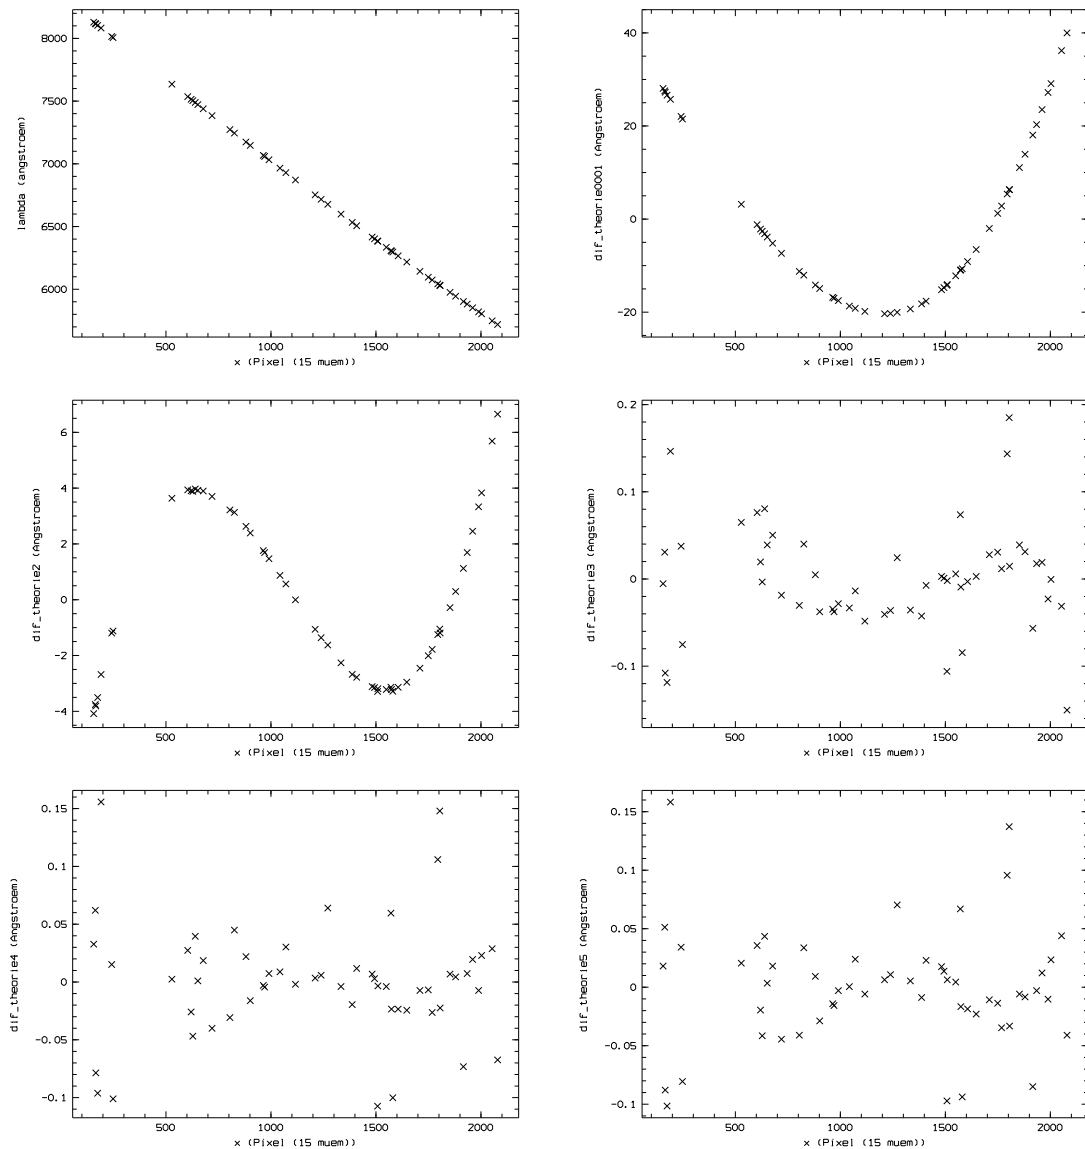 lambda (angstroem)
8000
7500
7000
6500
6000
500 1000 1500 2000
x (Pixel (15 muem))
dif_theorie0001 (Angstroem)
40
20
0
-20
500 1000 1500 2000
x (Pixel (15 muem))
dif_theorie2 (Angstroem)
6
4
2
0
-2
-4
500 1000 1500 2000
x (Pixel (15 muem))
dif_theorie3 (Angstroem)
0.2
0.1
0
-0.1
500 1000 1500 2000
x (Pixel (15 muem))
dif_theorie4 (Angstroem)
0.15
0.1
0.05
0
-0.05
-0.1
500 1000 1500 2000
x (Pixel (15 muem))
dif_theorie5 (Angstroem)
0.15
0.1
0.05
0
-0.05
-0.1
500 1000 1500 2000
x (Pixel (15 muem))